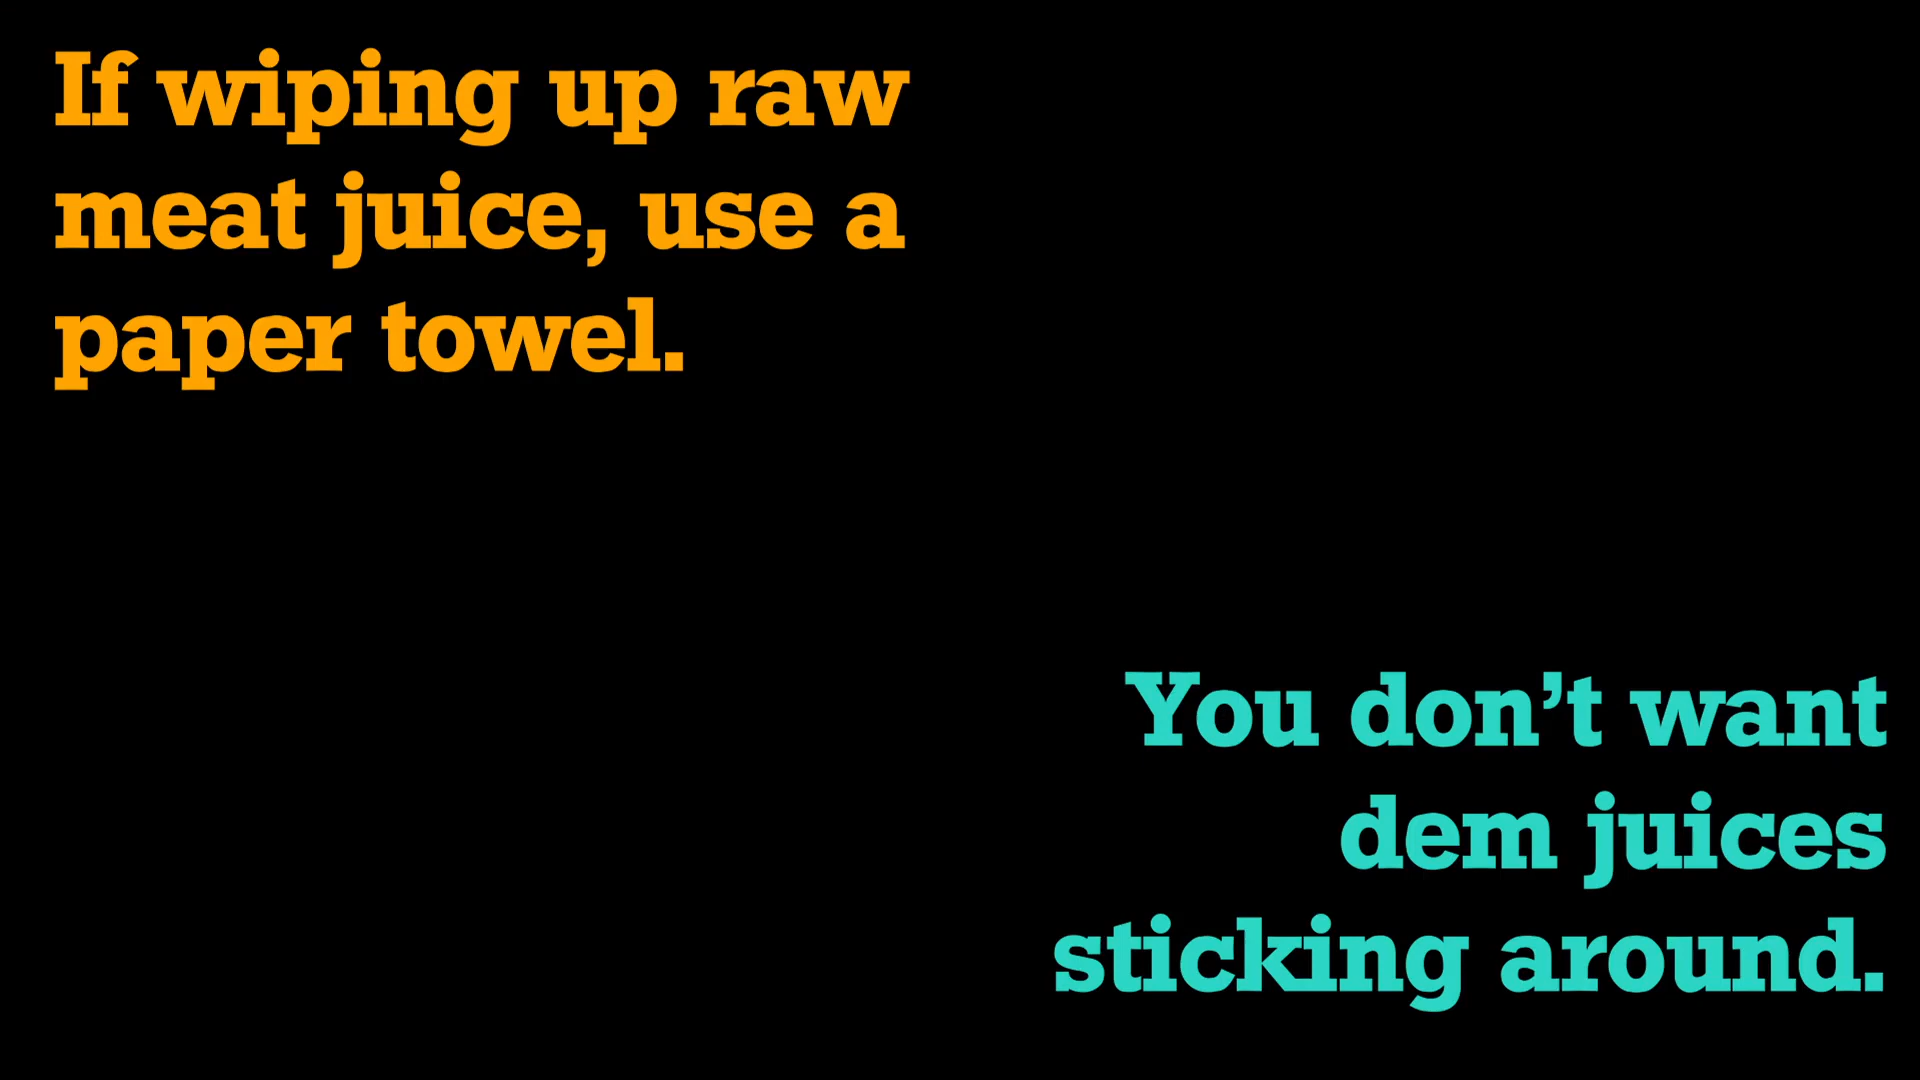 If wiping up raw
meat juice, use a
paper towel.
You don’t want
dem juices
sticking around.